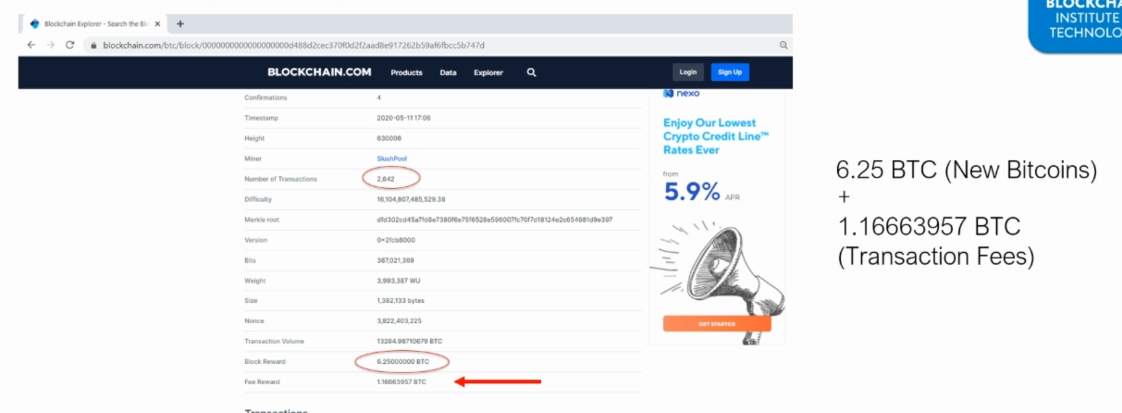 BLOCKCHA
INSTITUTE
TECHNOLO
Blockchain Explorer - Search the Blo
blockchain.com/btc/block/0000000000000000000d488d2cec370f0d2f2aad8e917262b59af6fbcc5b747d
BLOCKCHAIN.COM Products Data Explorer Login Sign Up
Confirmations 4
Timestamp 2020-05-11 17:06
Height 630006
Miner SlushPool
Number of Transactions 2,642
Difficulty 16,104,807,485,529.38
Merkle root dfd302cd45a7fd8e7380f6e75f6528e596007fc70f7d18124e2c654681d9e397
Version 0x2fcb8000
Bits 387,021,369
Weight 3,993,387 WU
Size 1,382,133 bytes
Nonce 3,822,403,225
Transaction Volume 13264.98710679 BTC
Block Reward 6.25000000 BTC
Fee Reward 1.16663957 BTC
Transactions
nexo
Enjoy Our Lowest
Crypto Credit Line™
Rates Ever
from
5.9% APR
GET STARTED
6.25 BTC (New Bitcoins)
+
1.16663957 BTC
(Transaction Fees)